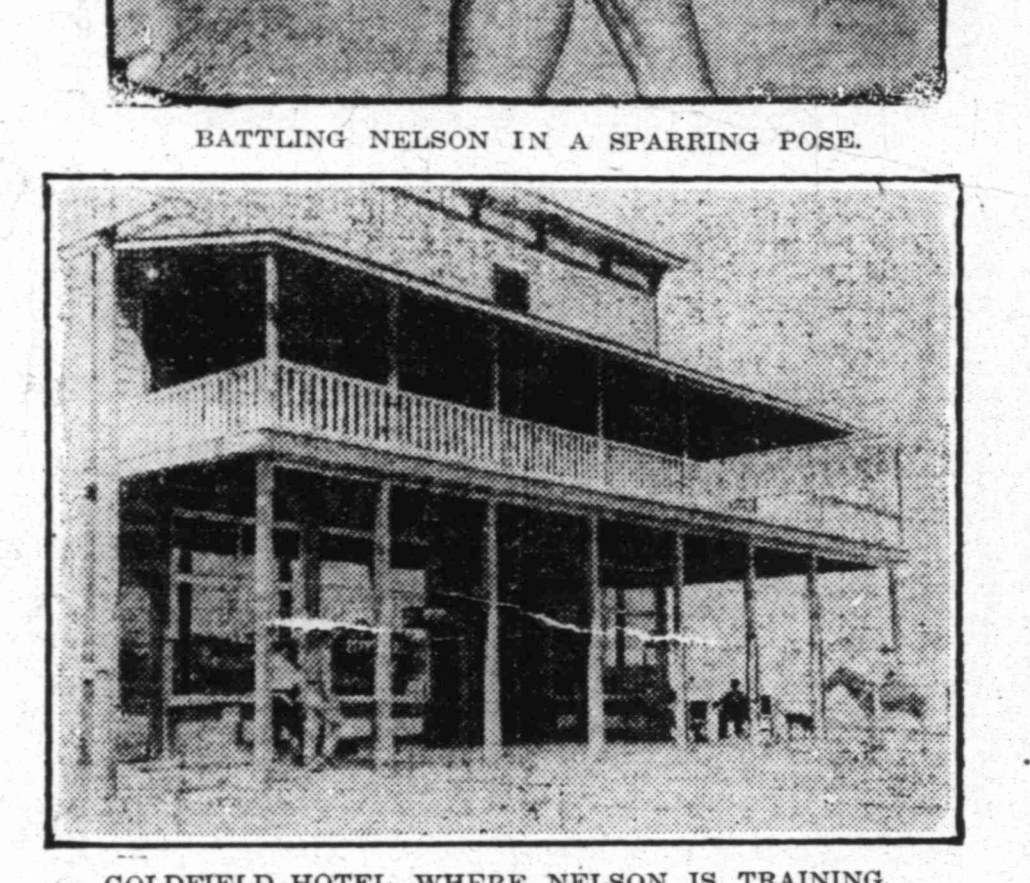 BATTLING NELSON IN A SPARRING POSE.
GOLDFIELD HOTEL WHERE NELSON IS TRAINING